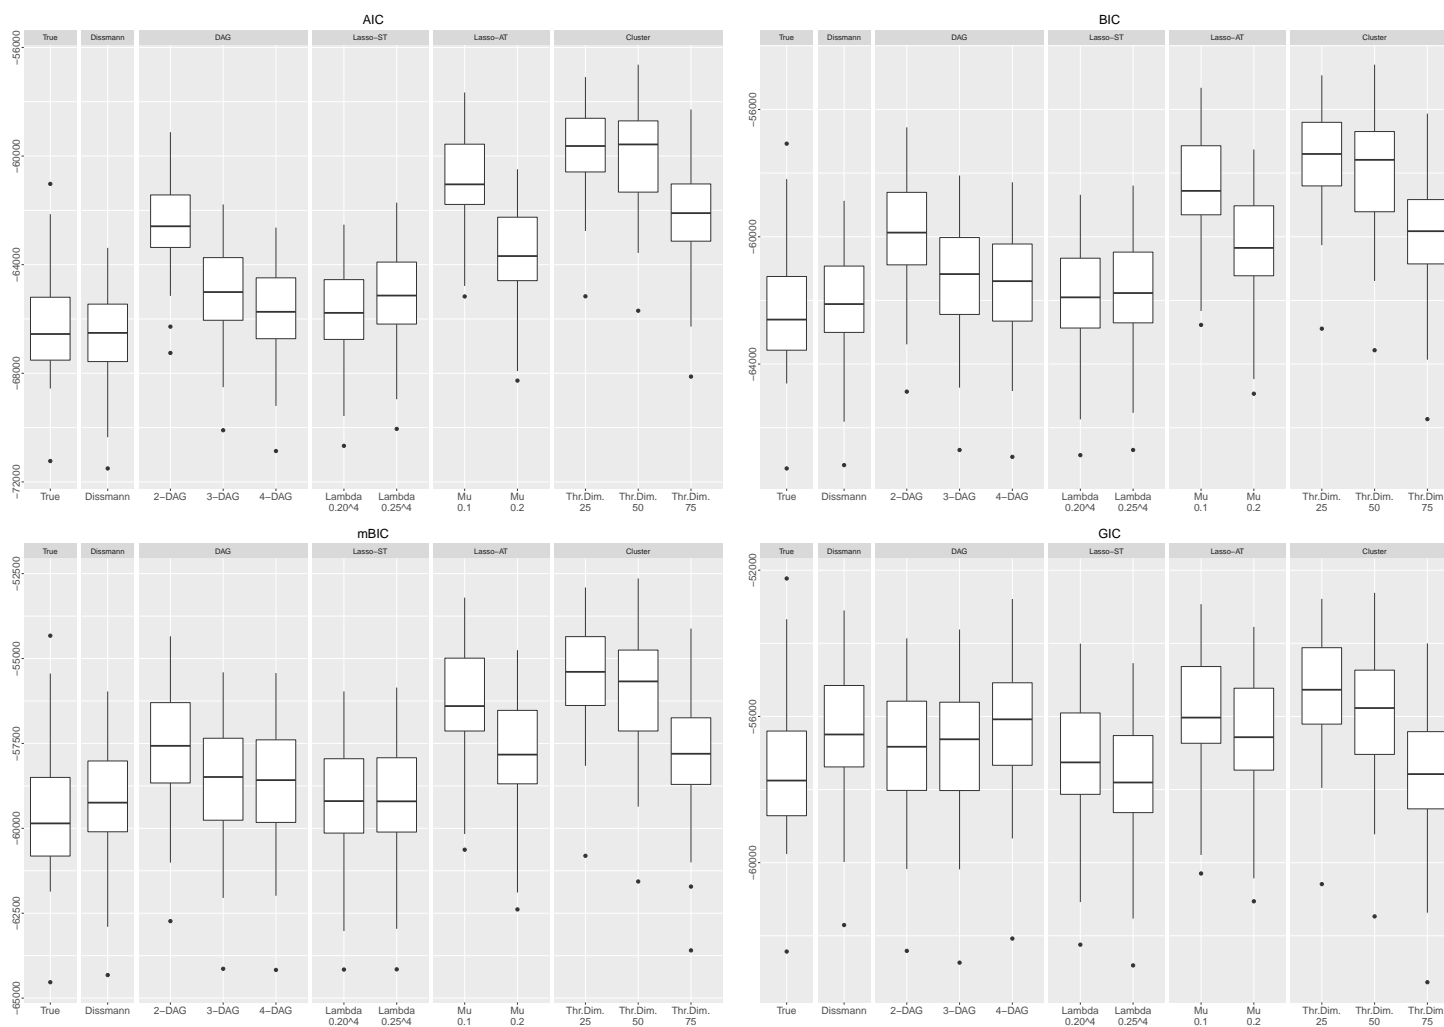 AIC
True Dissmann DAG Lasso−ST Lasso−AT Cluster
−56000
−60000
−64000
−68000
−72000
True Dissmann 2−DAG 3−DAG 4−DAG Lambda Lambda Mu Mu Thr.Dim. Thr.Dim. Thr.Dim.
0.20^4 0.25^4 0.1 0.2 25 50 75
BIC
True Dissmann DAG Lasso−ST Lasso−AT Cluster
−56000
−60000
−64000
True Dissmann 2−DAG 3−DAG 4−DAG Lambda Lambda Mu Mu Thr.Dim. Thr.Dim. Thr.Dim.
0.20^4 0.25^4 0.1 0.2 25 50 75
mBIC
True Dissmann DAG Lasso−ST Lasso−AT Cluster
−52500
−55000
−57500
−60000
−62500
−65000
True Dissmann 2−DAG 3−DAG 4−DAG Lambda Lambda Mu Mu Thr.Dim. Thr.Dim. Thr.Dim.
0.20^4 0.25^4 0.1 0.2 25 50 75
GIC
True Dissmann DAG Lasso−ST Lasso−AT Cluster
−52000
−56000
−60000
True Dissmann 2−DAG 3−DAG 4−DAG Lambda Lambda Mu Mu Thr.Dim. Thr.Dim. Thr.Dim.
0.20^4 0.25^4 0.1 0.2 25 50 75